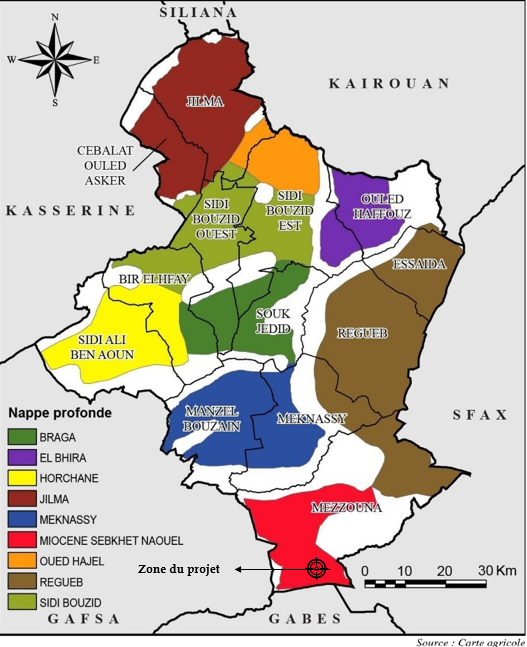 SILIANA
N
W E
S
KAIROUAN
JILMA
CEBALAT
OULED
ASKER
KASSERINE
SIDI
BOUZID
OUEST
SIDI
BOUZID
EST
OULED
HAFFOUZ
ESSAIDA
BIR ELHFAY
SOUK
JEDID
REGUEB
SIDI ALI
BEN AOUN
MANZEL
BOUZAIN
MEKNASSY
SFAX
MEZZOUNA
Nappe profonde
BRAGA
EL BHIRA
HORCHANE
JILMA
MEKNASSY
MIOCENE SEBKHET NAOUEL
OUED HAJEL
REGUEB
SIDI BOUZID
Zone du projet
0 5 10 20 30
Km
GAFSA
GABES
Source : Carte agricole